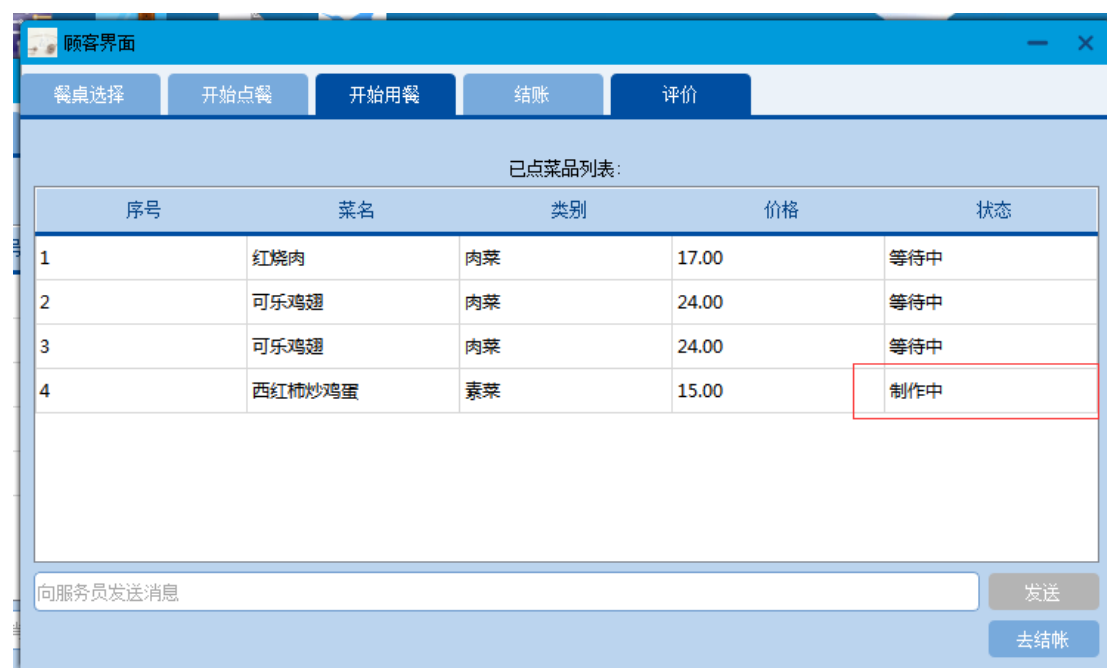 顾客界面
餐桌选择 开始点餐 开始用餐 结账 评价
已点菜品列表:
序号 菜名 类别 价格 状态
1 红烧肉 肉菜 17.00 等待中
2 可乐鸡翅 肉菜 24.00 等待中
3 可乐鸡翅 肉菜 24.00 等待中
4 西红柿炒鸡蛋 素菜 15.00 制作中
向服务员发送消息 发送
去结帐